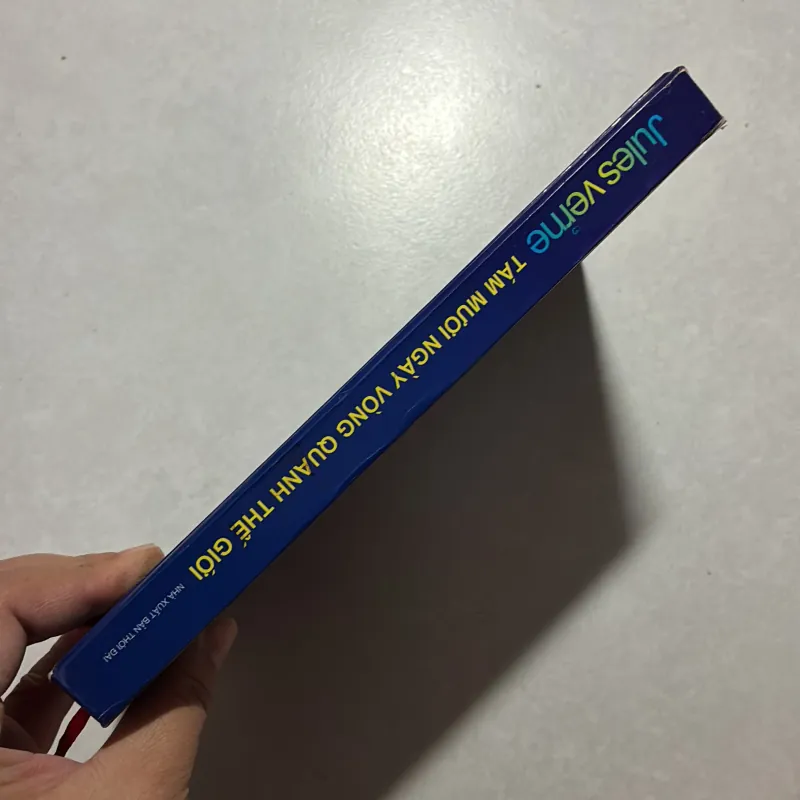 Jules verne
TÁM MƯƠI NGÀY VÒNG QUANH THẾ GIỚI
NHÀ XUẤT BẢN THỜI ĐẠI